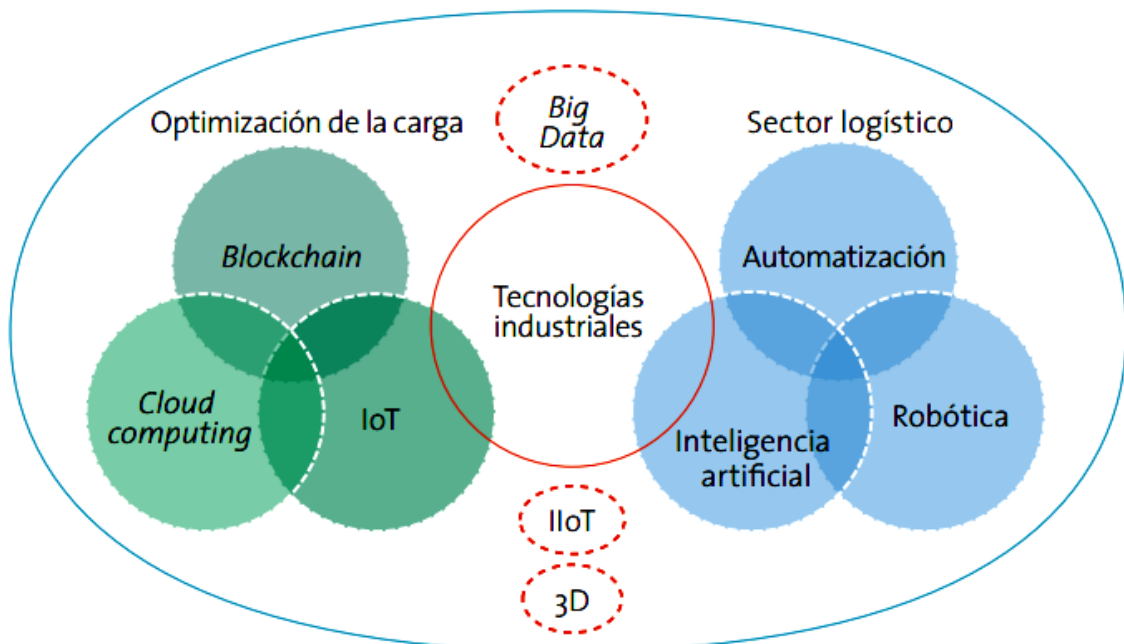 Optimización de la carga
Big
Data
Sector logístico
Blockchain
Automatización
Tecnologías
industriales
Cloud
computing
IoT
Inteligencia
artificial
Robótica
IIoT
3D